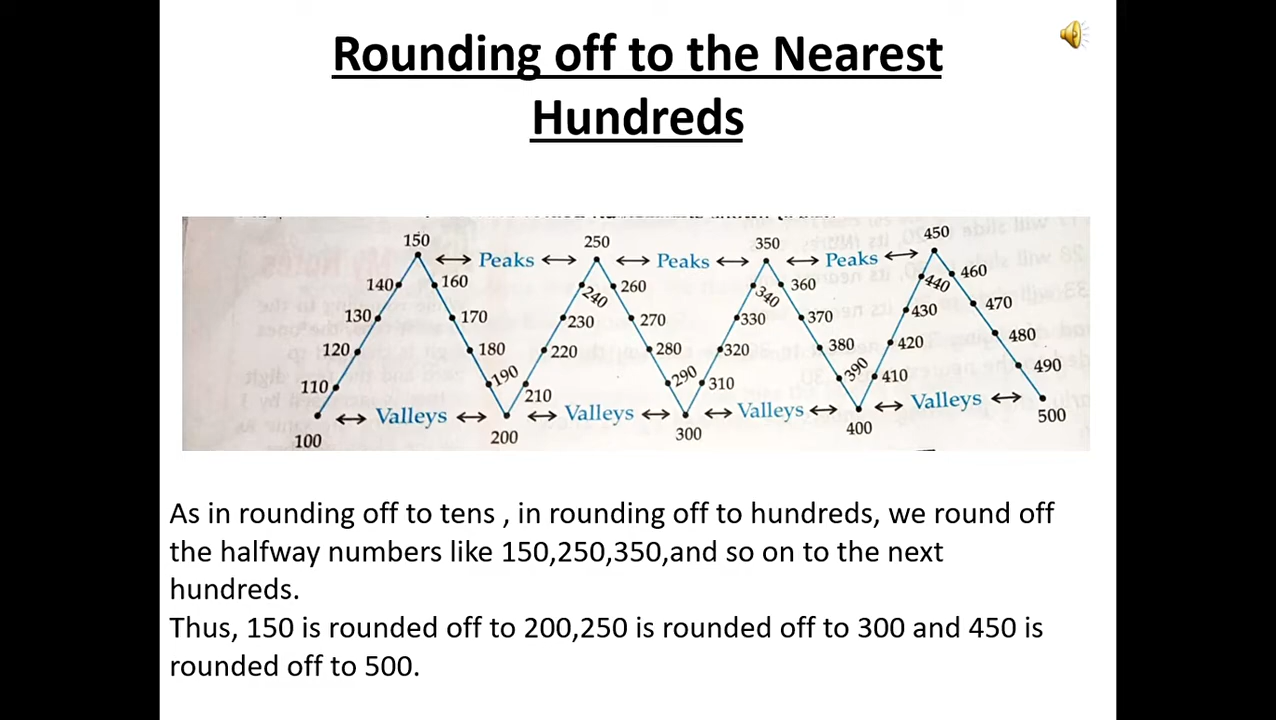 Rounding off to the Nearest
Hundreds
150 250 350 450
Peaks Peaks Peaks
140 160 240 260 340 360 440 460
130 170 230 270 330 370 430 470
120 180 220 280 320 380 420 480
110 190 210 290 310 390 410 490
Valleys Valleys Valleys Valleys
100 200 300 400 500
As in rounding off to tens , in rounding off to hundreds, we round off
the halfway numbers like 150,250,350,and so on to the next
hundreds.
Thus, 150 is rounded off to 200,250 is rounded off to 300 and 450 is
rounded off to 500.